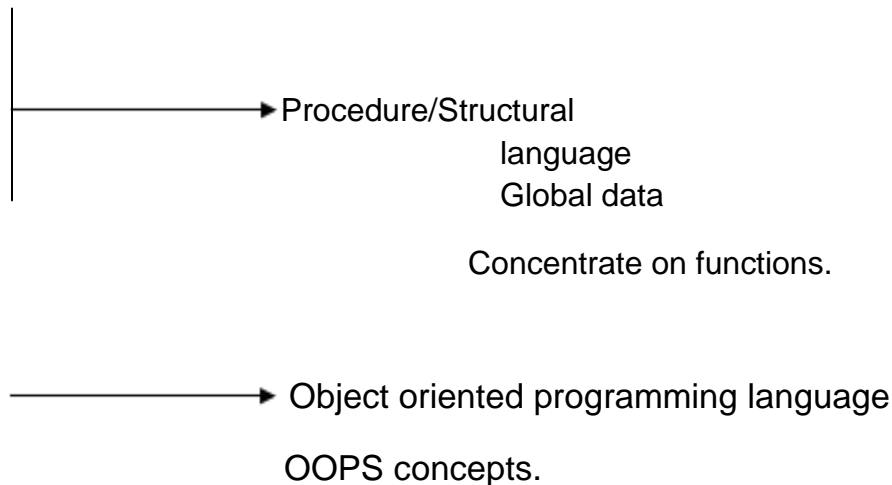 Procedure/Structural
language
Global data
Concentrate on functions.
Object oriented programming language
OOPS concepts.